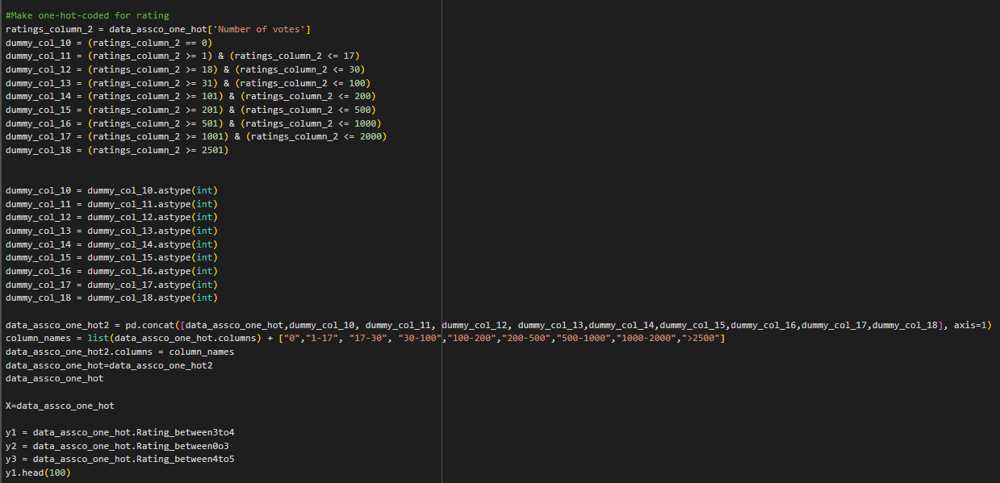 #Make one-hot-coded for rating
ratings_column_2 = data_assco_one_hot['Number of votes']
dummy_col_10 = (ratings_column_2 == 0)
dummy_col_11 = (ratings_column_2 >= 1) & (ratings_column_2 <= 17)
dummy_col_12 = (ratings_column_2 >= 18) & (ratings_column_2 <= 30)
dummy_col_13 = (ratings_column_2 >= 31) & (ratings_column_2 <= 100)
dummy_col_14 = (ratings_column_2 >= 101) & (ratings_column_2 <= 200)
dummy_col_15 = (ratings_column_2 >= 201) & (ratings_column_2 <= 500)
dummy_col_16 = (ratings_column_2 >= 501) & (ratings_column_2 <= 1000)
dummy_col_17 = (ratings_column_2 >= 1001) & (ratings_column_2 <= 2000)
dummy_col_18 = (ratings_column_2 >= 2501)
dummy_col_10 = dummy_col_10.astype(int)
dummy_col_11 = dummy_col_11.astype(int)
dummy_col_12 = dummy_col_12.astype(int)
dummy_col_13 = dummy_col_13.astype(int)
dummy_col_14 = dummy_col_14.astype(int)
dummy_col_15 = dummy_col_15.astype(int)
dummy_col_16 = dummy_col_16.astype(int)
dummy_col_17 = dummy_col_17.astype(int)
dummy_col_18 = dummy_col_18.astype(int)
data_assco_one_hot2 = pd.concat([data_assco_one_hot,dummy_col_10, dummy_col_11, dummy_col_12, dummy_col_13,dummy_col_14,dummy_col_15,dummy_col_16,dummy_col_17,dummy_col_18], axis=1)
column_names = list(data_assco_one_hot.columns) + ["0","1-17", "17-30", "30-100","100-200","200-500","500-1000","1000-2000",">2500"]
data_assco_one_hot2.columns = column_names
data_assco_one_hot=data_assco_one_hot2
data_assco_one_hot
X=data_assco_one_hot
y1 = data_assco_one_hot.Rating_between3to4
y2 = data_assco_one_hot.Rating_between0o3
y3 = data_assco_one_hot.Rating_between4to5
y1.head(100)